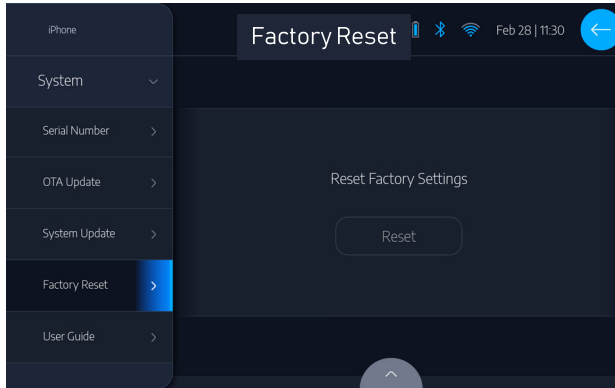 iPhone
Factory Reset
Feb 28 | 11:30
System
Serial Number
OTA Update
System Update
Factory Reset
User Guide
Reset Factory Settings
Reset